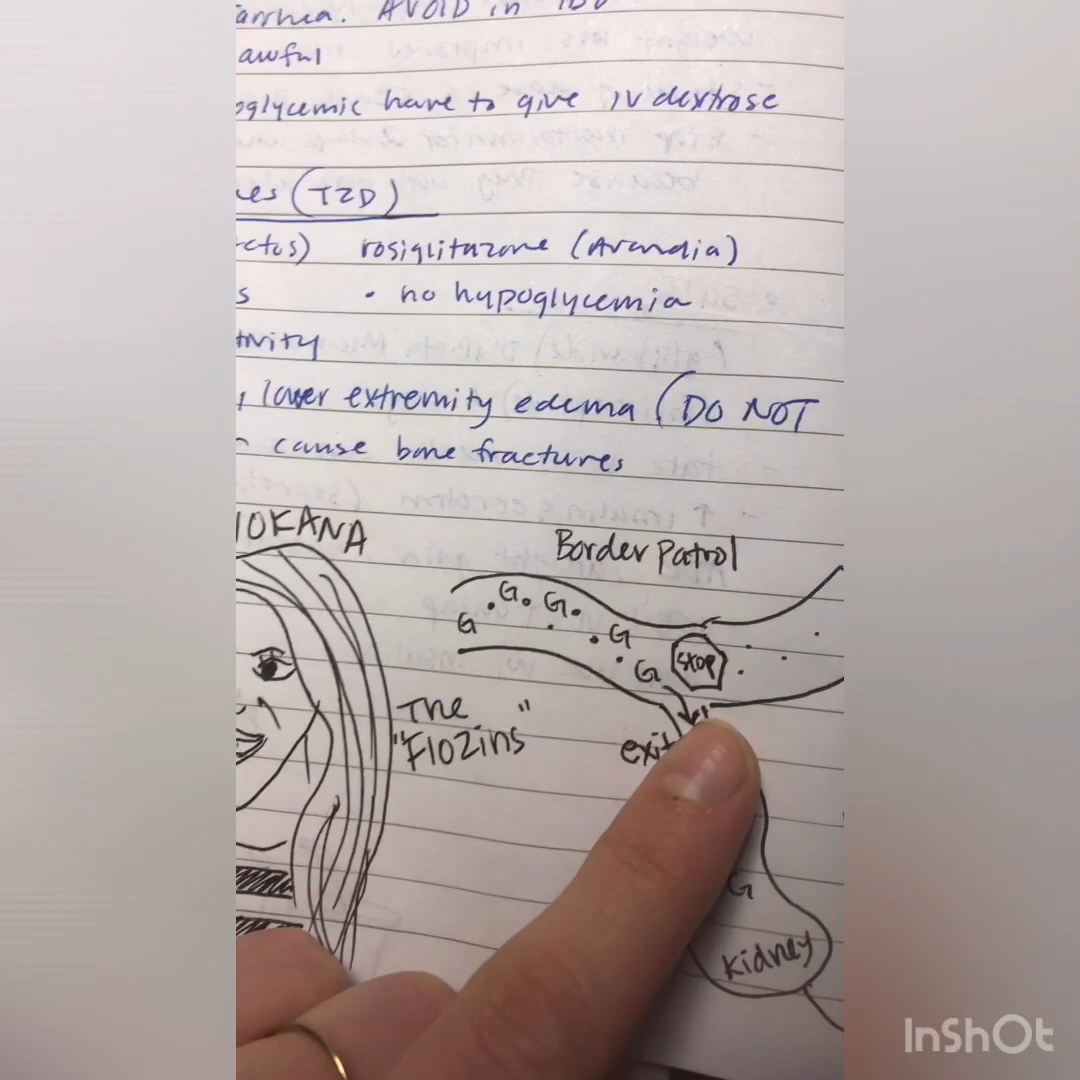 arrhea. AVOID in
awful
oglycemic have to give IV dextrose
es (TZD)
ctos) rosiglitazone (Avandia)
s • no hypoglycemia
tivity
, lower extremity edema (DO NOT
cause bone fractures
IOKANA
Border Patrol
G G G G G
STOP
The
"Flozins"
exit
G
Kidney
InShOt